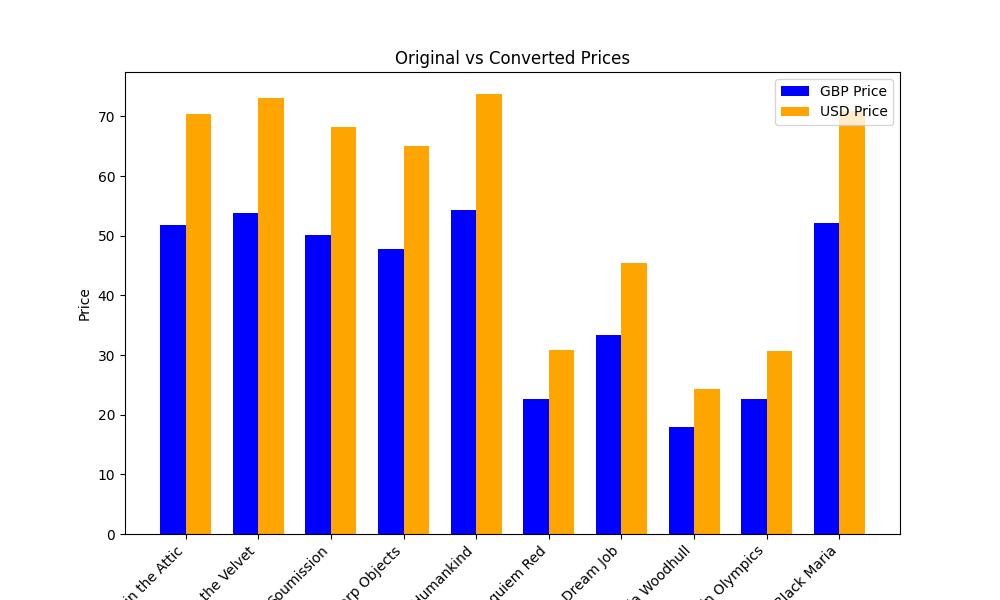 Original vs Converted Prices
GBP Price
USD Price
Price
70
60
50
40
30
20
10
0
in the Attic
the Velvet
Soumission
Objects
Humankind
Red
Dream Job
Woodhull
Olympics
Black Maria